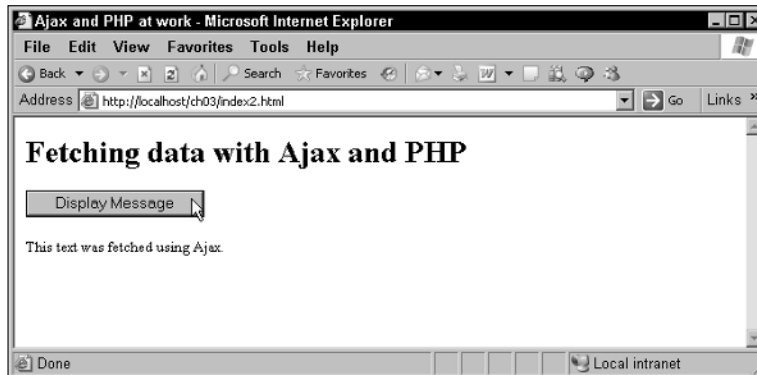 Ajax and PHP at work - Microsoft Internet Explorer
File Edit View Favorites Tools Help
Back Search Favorites
Address http://localhost/ch03/index2.html Go Links »
Fetching data with Ajax and PHP
Display Message
This text was fetched using Ajax.
Done Local intranet